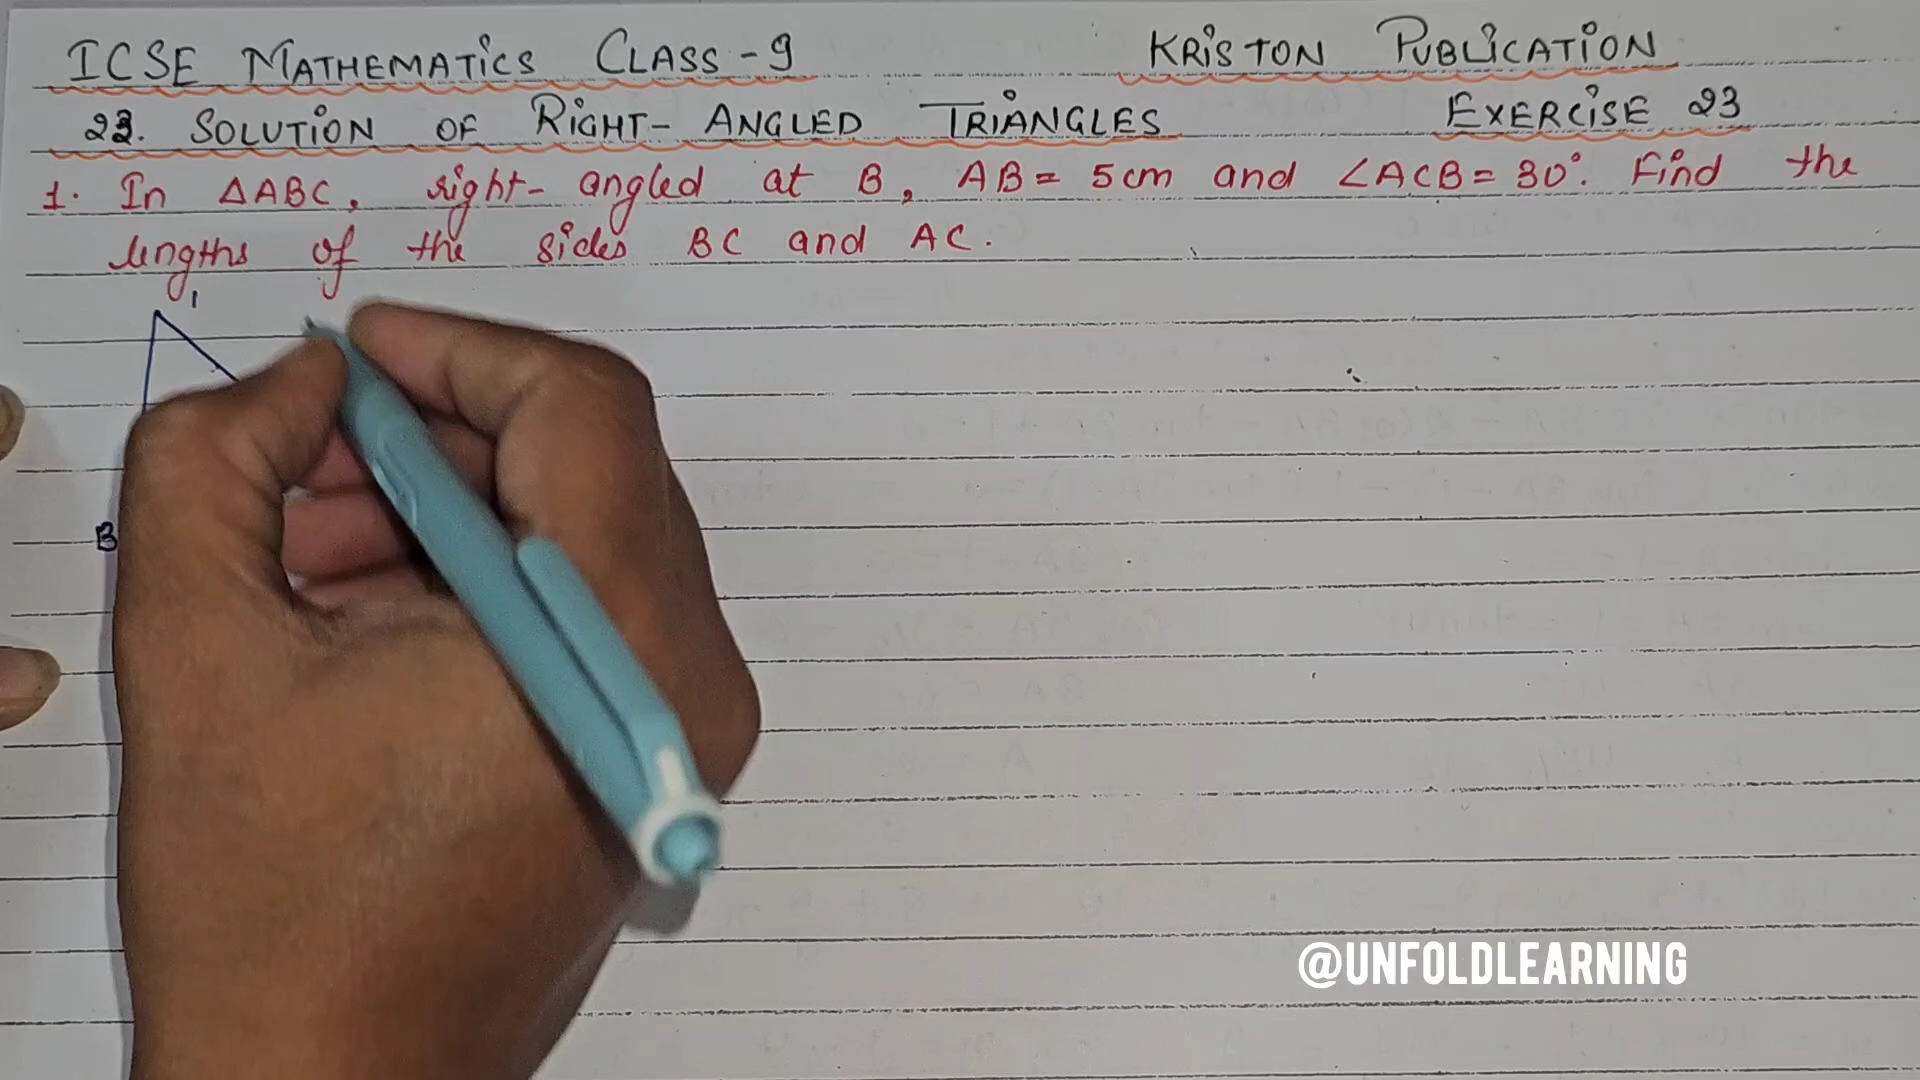 ICSE MATHEMATICS CLASS-9 KRISTON PUBLICATION
23. SOLUTION OF RIGHT-ANGLED TRIANGLES EXERCISE 23
1. In △ABC, right-angled at B, AB = 5cm and ∠ACB = 30°. Find the
lengths of the sides BC and AC.
B
@UNFOLDLEARNING